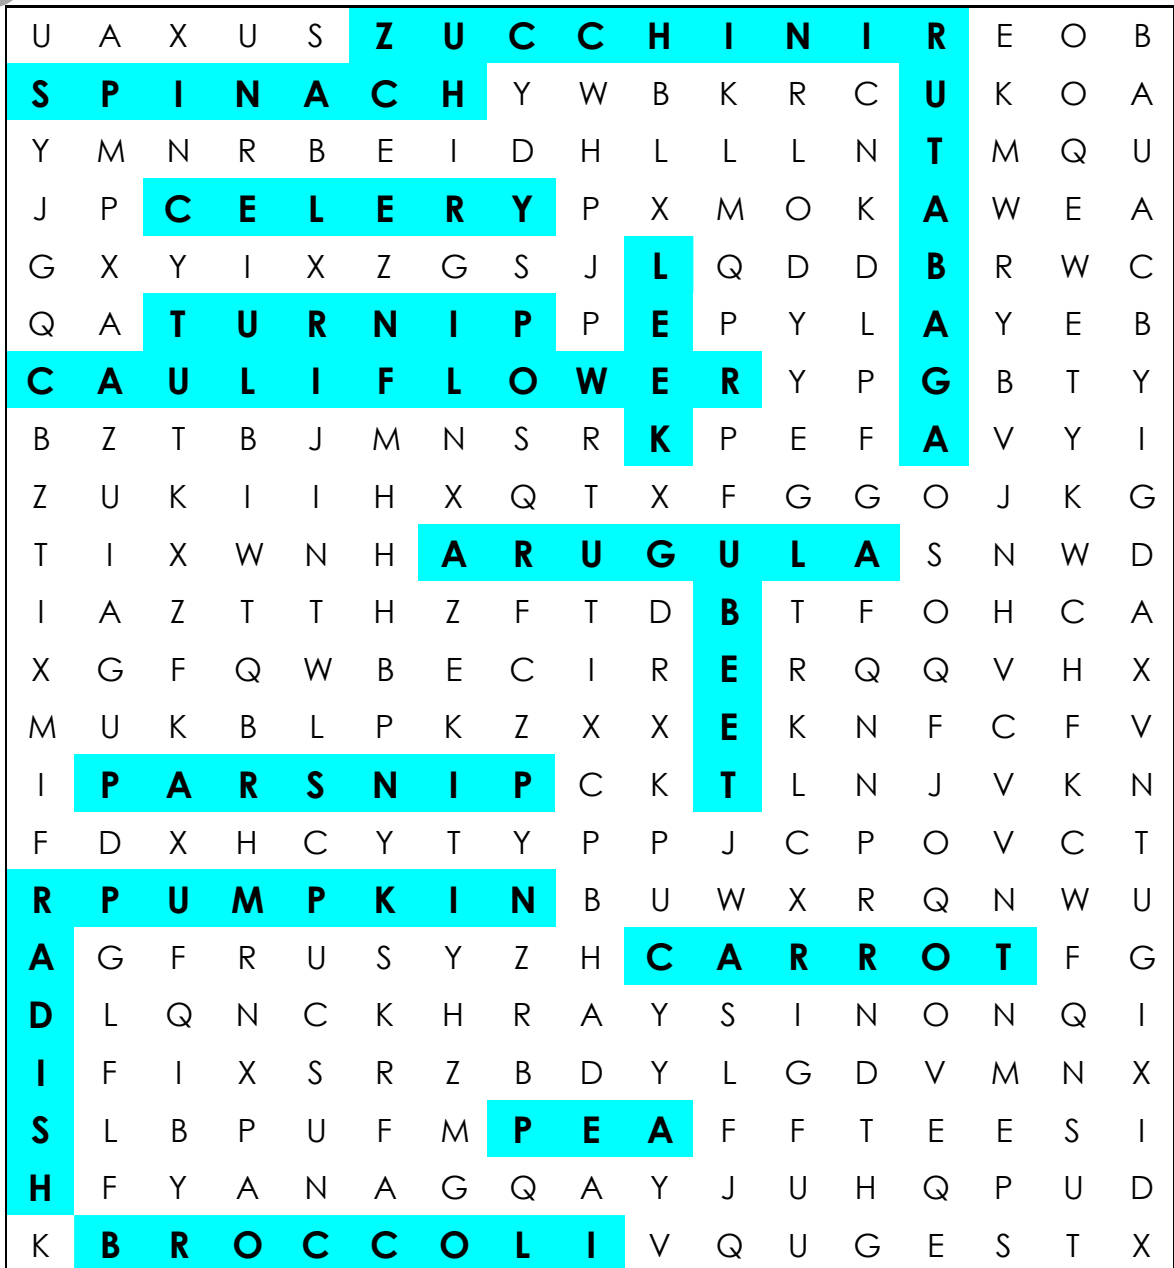 U A X U S Z U C C H I N I R E O B
S P I N A C H Y W B K R C U K O A
Y M N R B E I D H L L L N T M Q U
J P C E L E R Y P X M O K A W E A
G X Y I X Z G S J L Q D D B R W C
Q A T U R N I P P E P Y L A Y E B
C A U L I F L O W E R Y P G B T Y
B Z T B J M N S R K P E F A V Y I
Z U K I I H X Q T X F G G O J K G
T I X W N H A R U G U L A S N W D
I A Z T T H Z F T D B T F O H C A
X G F Q W B E C I R E R Q Q V H X
M U K B L P K Z X X E K N F C F V
I P A R S N I P C K T L N J V K N
F D X H C Y T Y P P J C P O V C T
R P U M P K I N B U W X R Q N W U
A G F R U S Y Z H C A R R O T F G
D L Q N C K H R A Y S I N O N Q I
I F I X S R Z B D Y L G D V M N X
S L B P U F M P E A F F T E E S I
H F Y A N A G Q A Y J U H Q P U D
K B R O C C O L I V Q U G E S T X